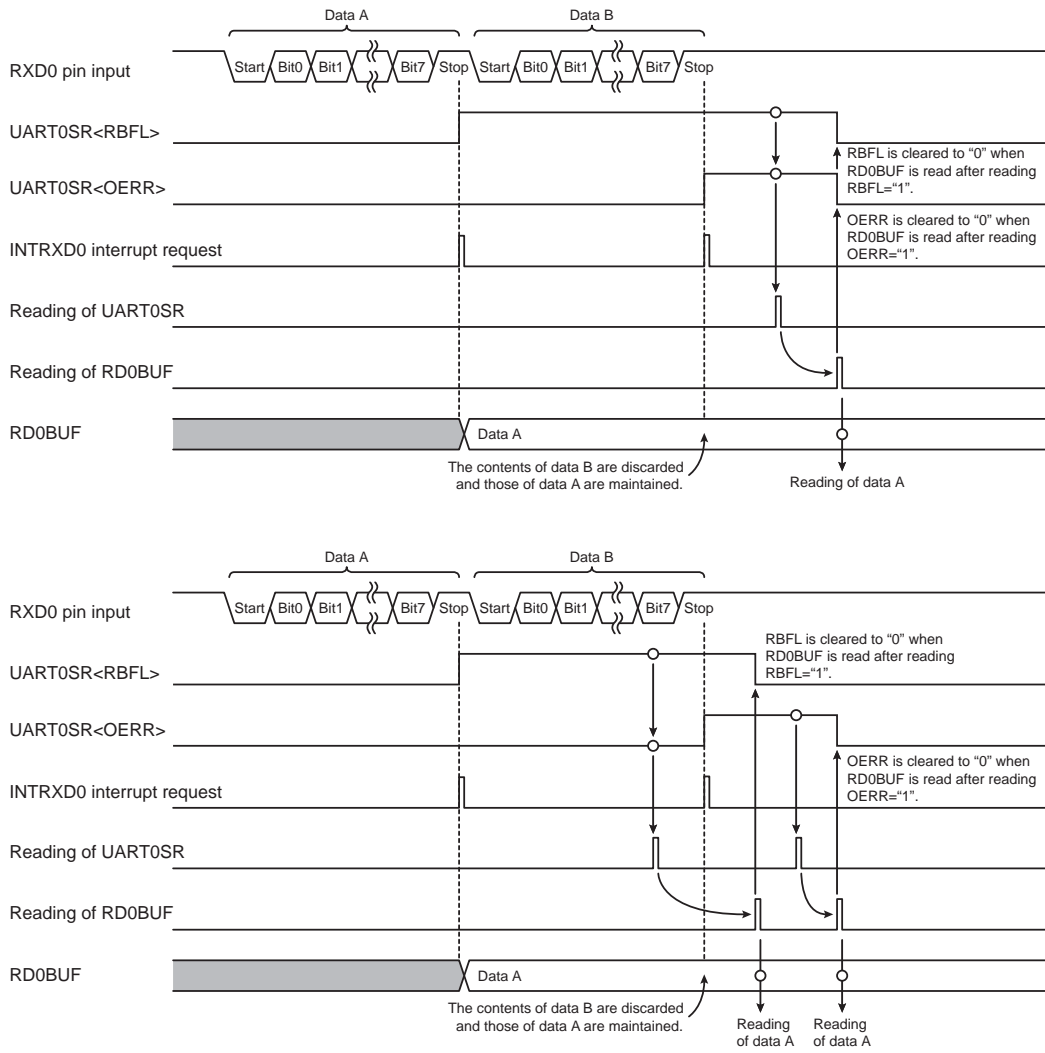 Data A
Data B
RXD0 pin input
Start Bit0 Bit1 Bit7 Stop Start Bit0 Bit1 Bit7 Stop
UART0SR<RBFL>
RBFL is cleared to “0” when
RD0BUF is read after reading
RBFL=“1”.
UART0SR<OERR>
OERR is cleared to “0” when
RD0BUF is read after reading
OERR=“1”.
INTRXD0 interrupt request
Reading of UART0SR
Reading of RD0BUF
RD0BUF
Data A
The contents of data B are discarded
and those of data A are maintained.
Reading of data A
Data A
Data B
RXD0 pin input
Start Bit0 Bit1 Bit7 Stop Start Bit0 Bit1 Bit7 Stop
RBFL is cleared to “0” when
RD0BUF is read after reading
RBFL=“1”.
UART0SR<RBFL>
UART0SR<OERR>
OERR is cleared to “0” when
RD0BUF is read after reading
OERR=“1”.
INTRXD0 interrupt request
Reading of UART0SR
Reading of RD0BUF
RD0BUF
Data A
The contents of data B are discarded
and those of data A are maintained.
Reading
of data A
Reading
of data A